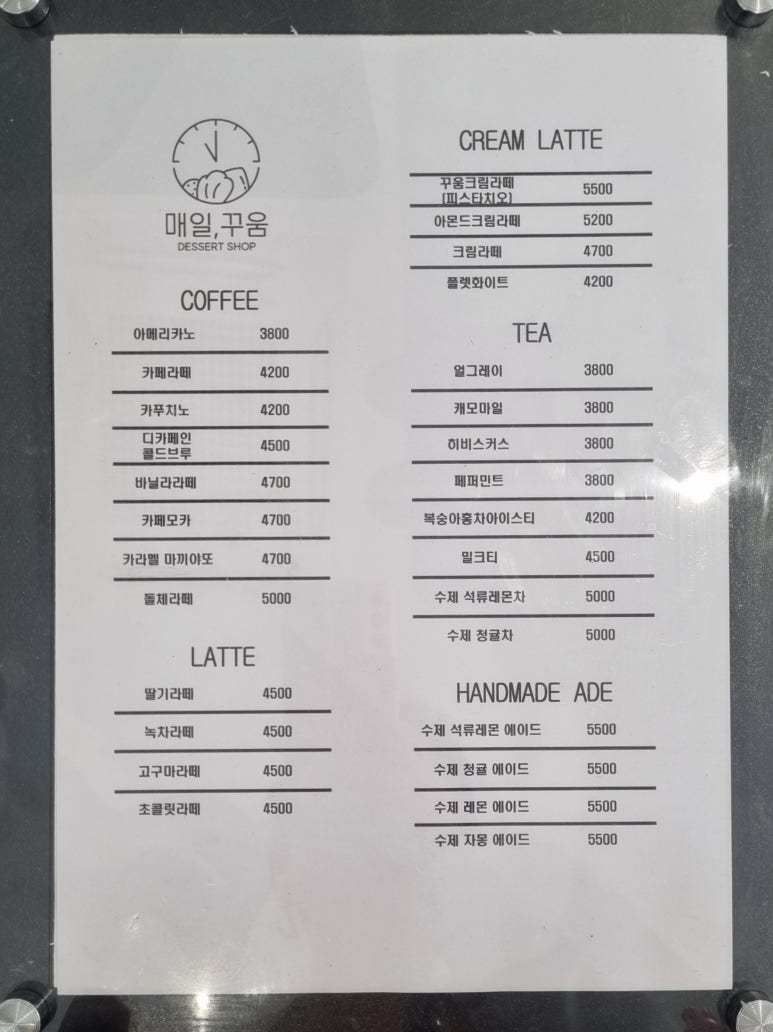 매일,꾸움
DESSERT SHOP
COFFEE
아메리카노 3800
카페라떼 4200
카푸치노 4200
디카페인
콜드브루 4500
바닐라라떼 4700
카페모카 4700
카라멜 마끼야또 4700
돌체라떼 5000
LATTE
딸기라떼 4500
녹차라떼 4500
고구마라떼 4500
초콜릿라떼 4500
CREAM LATTE
꾸움크림라떼
(피스타치오) 5500
아몬드크림라떼 5200
크림라떼 4700
플렛화이트 4200
TEA
얼그레이 3800
캐모마일 3800
히비스커스 3800
페퍼민트 3800
복숭아홍차아이스티 4200
밀크티 4500
수제 석류레몬차 5000
수제 청귤차 5000
HANDMADE ADE
수제 석류레몬 에이드 5500
수제 청귤 에이드 5500
수제 레몬 에이드 5500
수제 자몽 에이드 5500